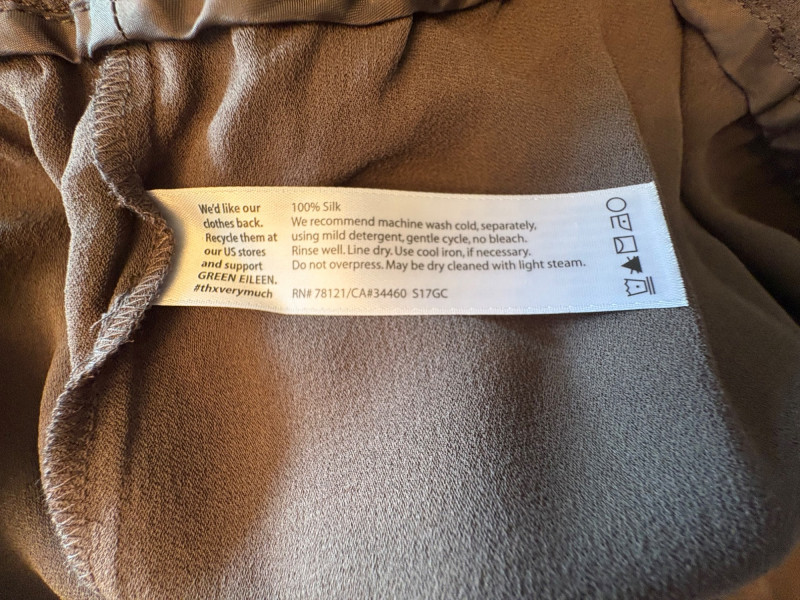 We'd like our
clothes back.
Recycle them at
our US stores
and support
GREEN EILEEN.
#thxverymuch
100% Silk
We recommend machine wash cold, separately,
using mild detergent, gentle cycle, no bleach.
Rinse well. Line dry. Use cool iron, if necessary.
Do not overpress. May be dry cleaned with light steam.
RN# 78121/CA#34460 S17GC